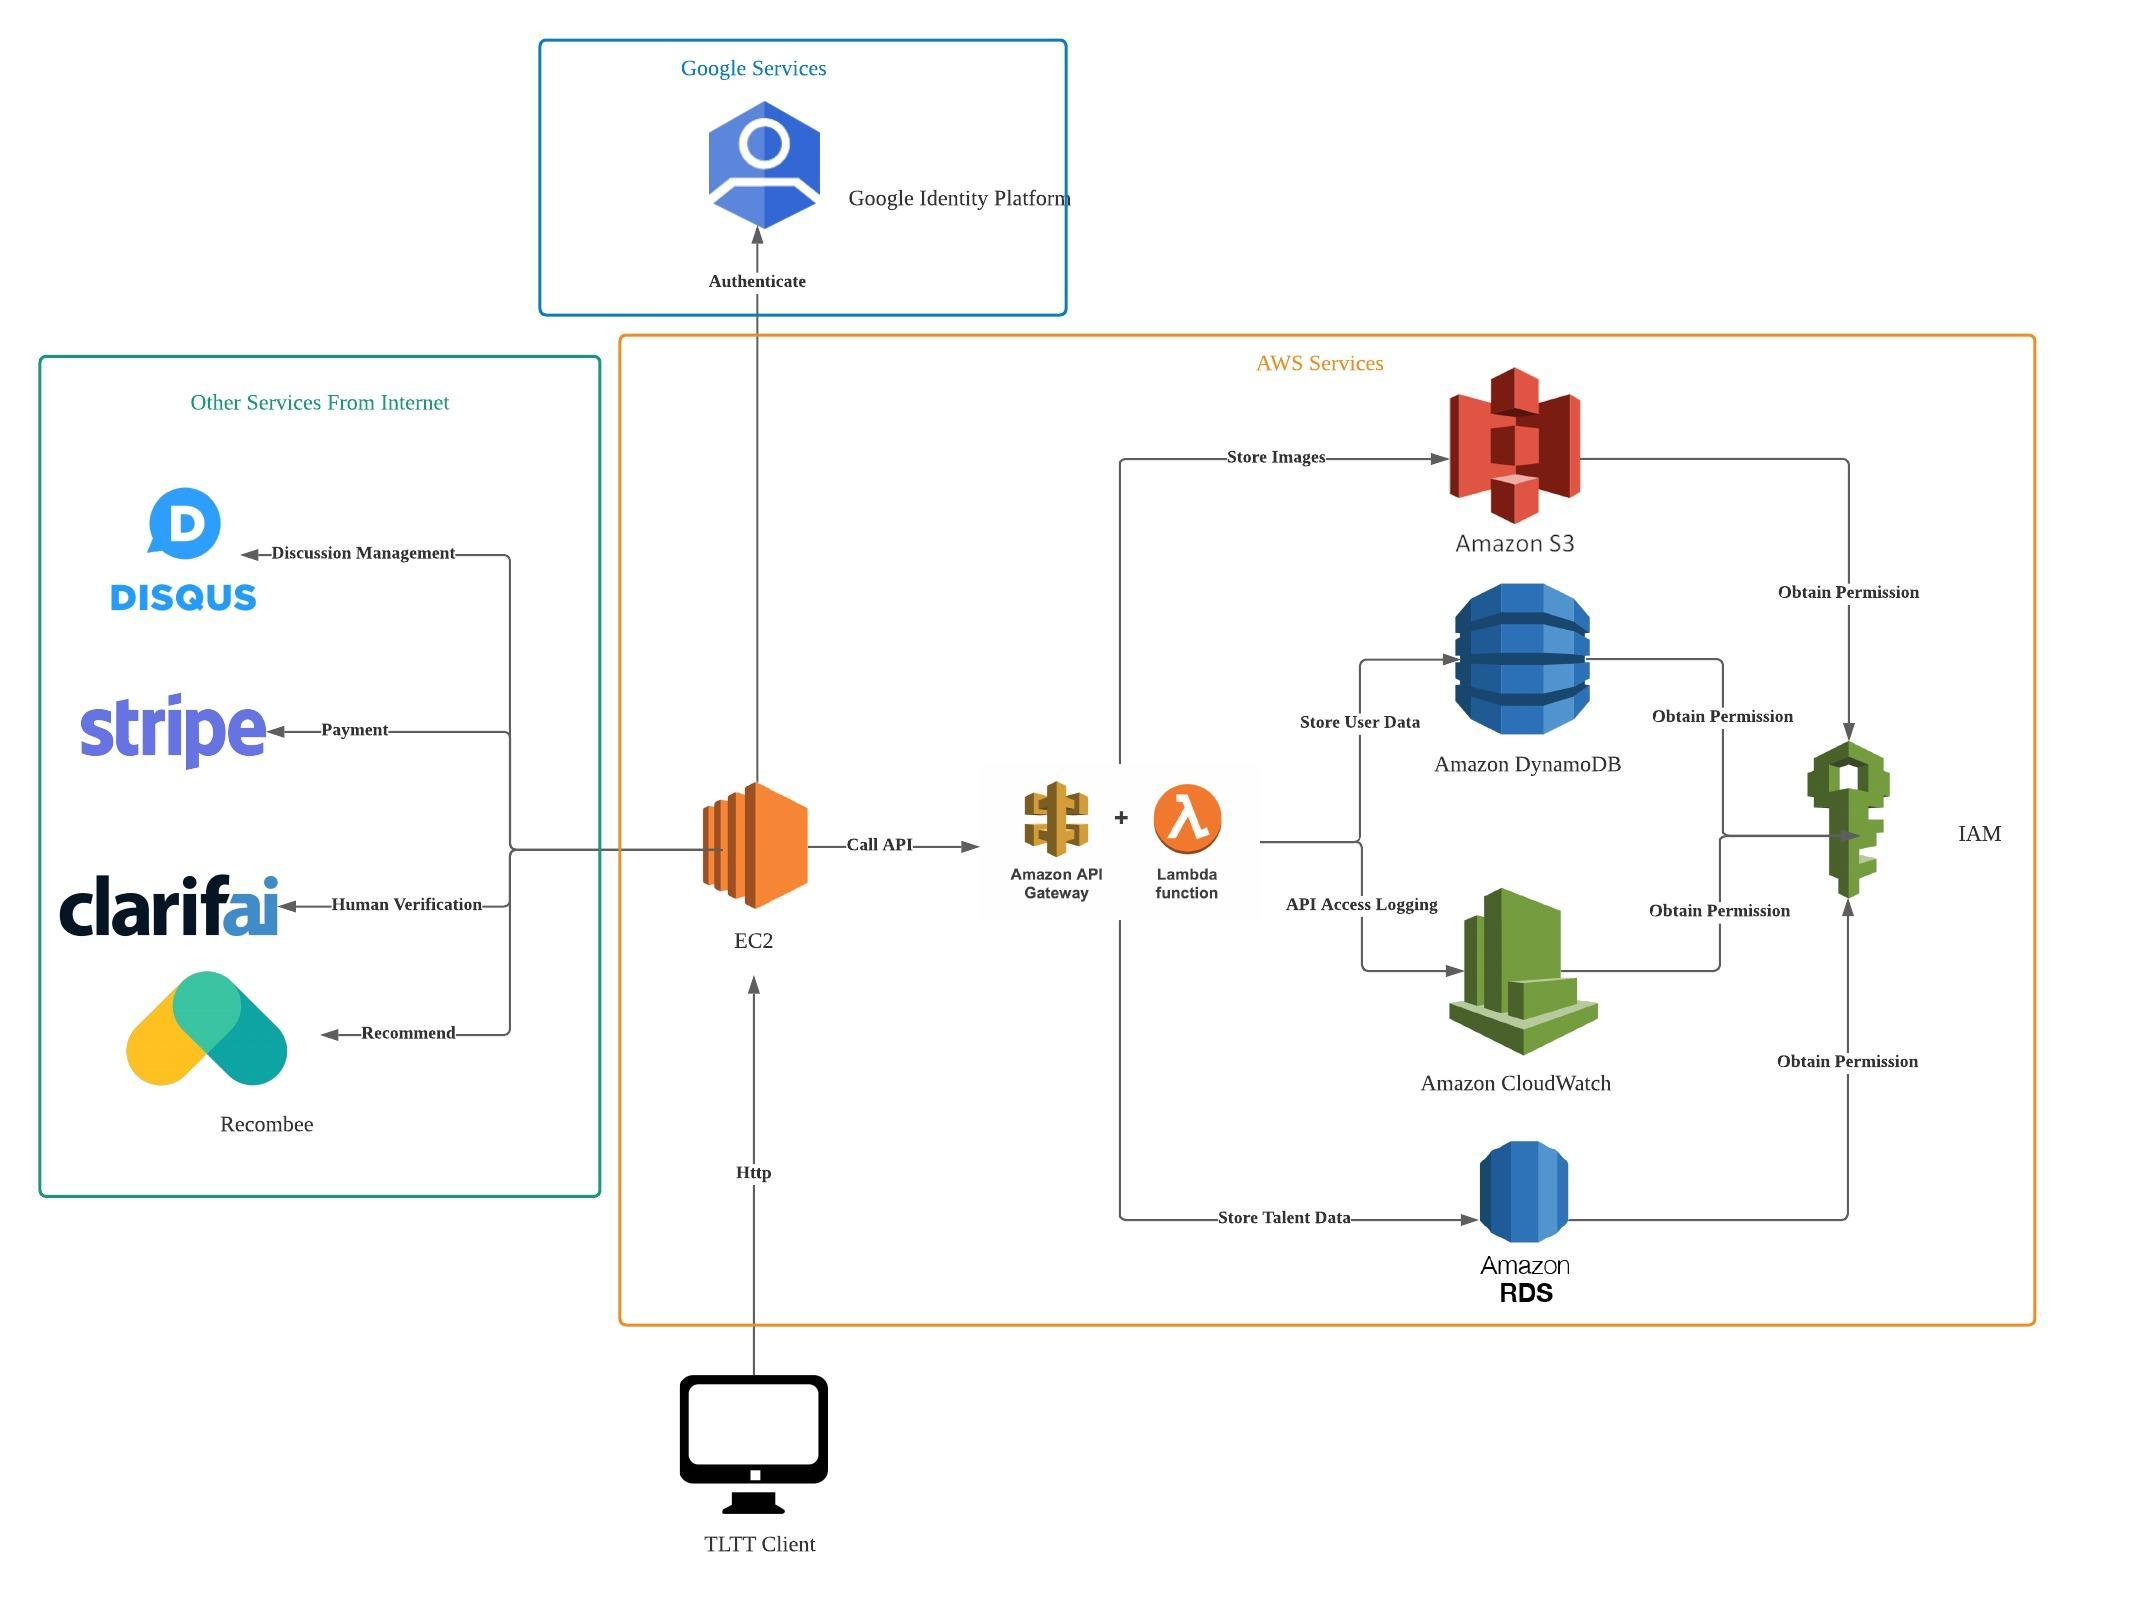 Google Services
Google Identity Platform
Authenticate
AWS Services
Other Services From Internet
Store Images
Amazon S3
D
DISQUS
Discussion Management
Obtain Permission
stripe
Payment
Store User Data
Obtain Permission
Amazon DynamoDB
+
λ
Call API
Amazon API
Gateway
Lambda
function
IAM
clarifai
Human Verification
API Access Logging
Obtain Permission
EC2
Recommend
Obtain Permission
Amazon CloudWatch
Recombee
Http
Store Talent Data
Amazon
RDS
TLTT Client